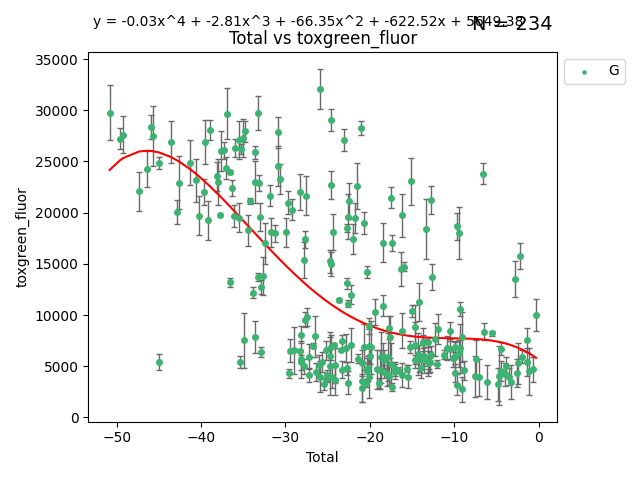 y = -0.03x^4 + -2.81x^3 + -66.35x^2 + -622.52x + 5649.38
N = 234
Total vs toxgreen_fluor
35000
30000
25000
20000
15000
10000
5000
0
toxgreen_fluor
−50
−40
−30
−20
−10
0
Total
G